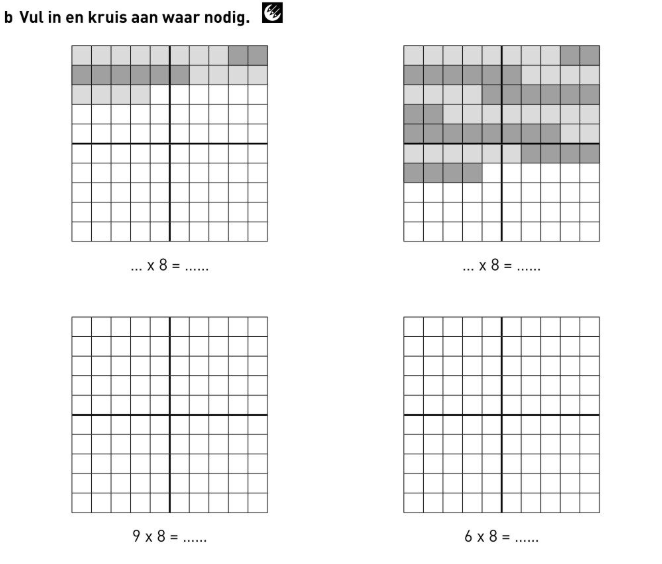 b Vul in en kruis aan waar nodig.
... x 8 = ......
... x 8 = ......
9 x 8 = ......
6 x 8 = ......